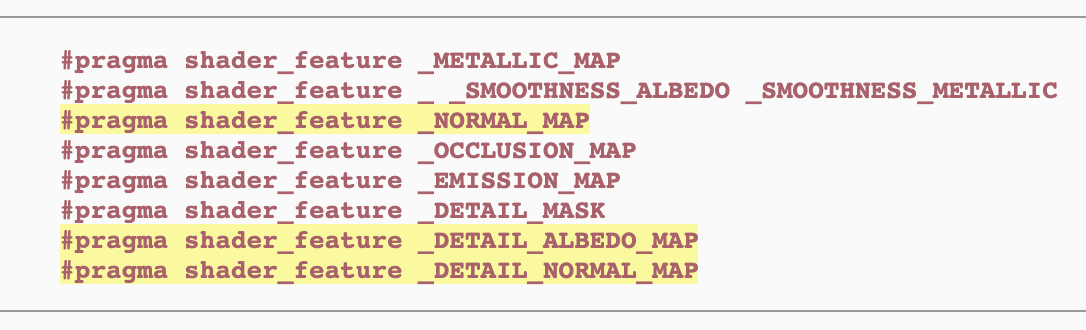 #pragma shader_feature _METALLIC_MAP
#pragma shader_feature _ _SMOOTHNESS_ALBEDO _SMOOTHNESS_METALLIC
#pragma shader_feature _NORMAL_MAP
#pragma shader_feature _OCCLUSION_MAP
#pragma shader_feature _EMISSION_MAP
#pragma shader_feature _DETAIL_MASK
#pragma shader_feature _DETAIL_ALBEDO_MAP
#pragma shader_feature _DETAIL_NORMAL_MAP